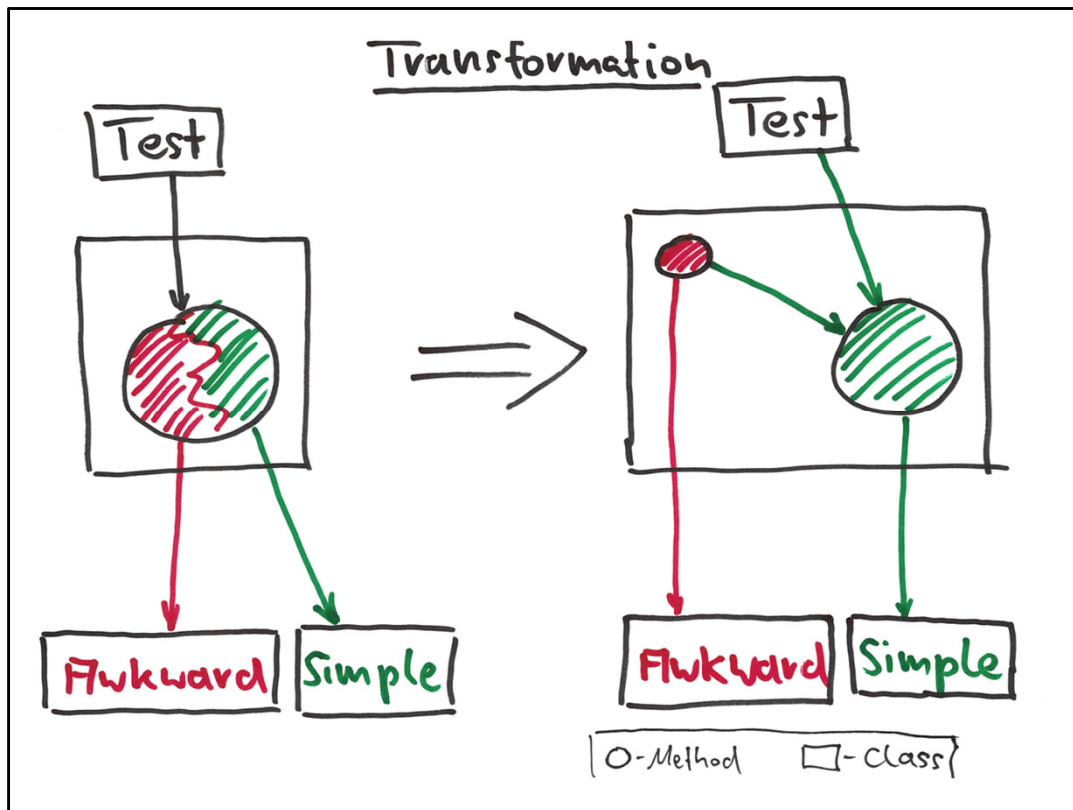 Transformation
Test
Test
Awkward
Simple
Awkward
Simple
O-Method □-Class